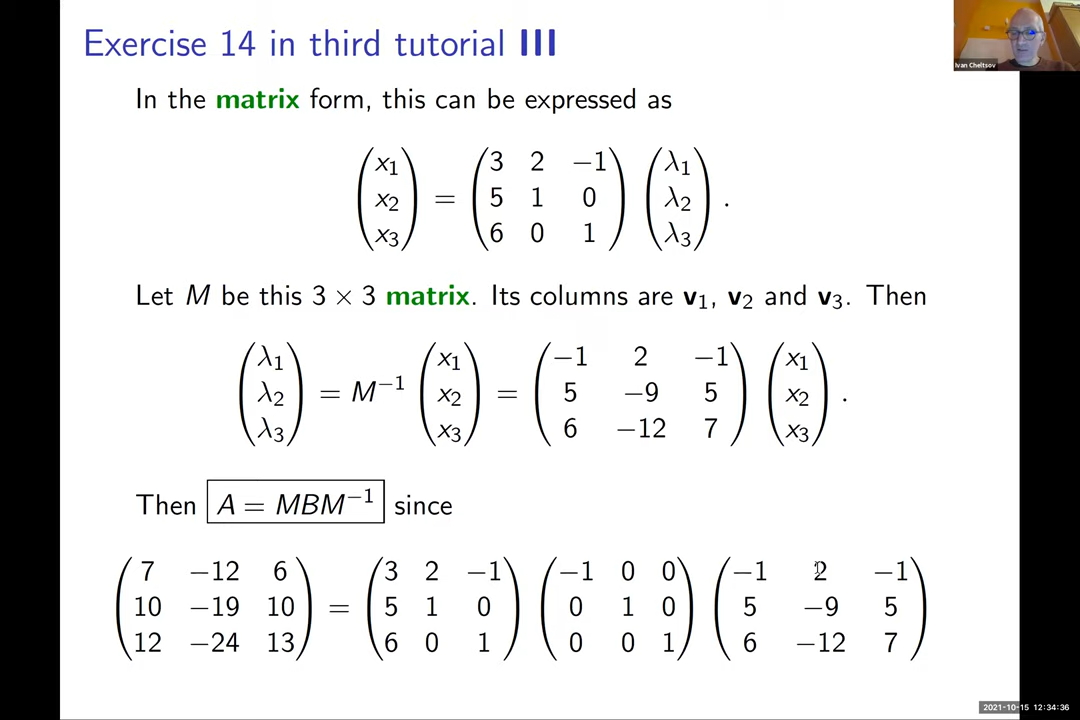 Exercise 14 in third tutorial III
Ivan Cheltsov
In the matrix form, this can be expressed as
(x₁) = (3 2 −1) (λ₁)
(x₂) = (5 1 0) (λ₂)
(x₃) = (6 0 1) (λ₃) .
Let M be this 3 × 3 matrix. Its columns are v₁, v₂ and v₃. Then
(λ₁) = M⁻¹ (x₁) = (−1 2 −1) (x₁)
(λ₂) = M⁻¹ (x₂) = (5 −9 5) (x₂)
(λ₃) = M⁻¹ (x₃) = (6 −12 7) (x₃) .
Then A = MBM⁻¹ since
(7 −12 6) = (3 2 −1) (−1 0 0) (−1 2 −1)
(10 −19 10) = (5 1 0) (0 1 0) (5 −9 5)
(12 −24 13) = (6 0 1) (0 0 1) (6 −12 7)
2021-10-15 12:34:36